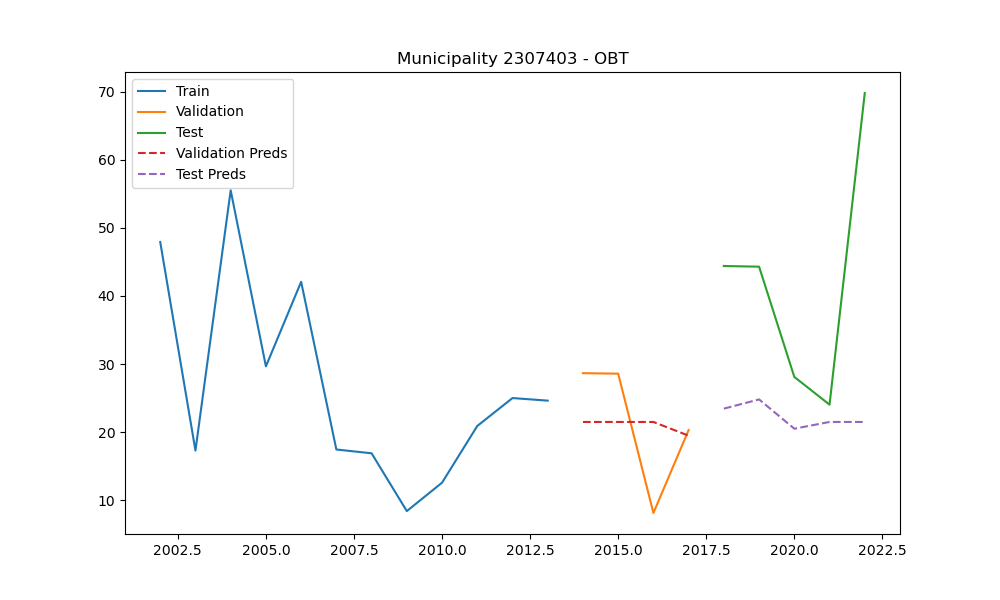 Municipality 2307403 - OBT
Train
Validation
Test
Validation Preds
Test Preds
70
60
50
40
30
20
10
2002.5 2005.0 2007.5 2010.0 2012.5 2015.0 2017.5 2020.0 2022.5